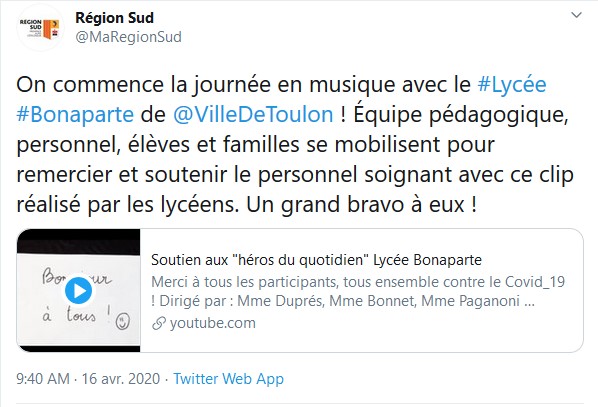 RÉGION
SUD
Région Sud
@MaRegionSud
On commence la journée en musique avec le #Lycée
#Bonaparte de @VilleDeToulon ! Équipe pédagogique,
personnel, élèves et familles se mobilisent pour
remercier et soutenir le personnel soignant avec ce clip
réalisé par les lycéens. Un grand bravo à eux !
à tous !
Soutien aux "héros du quotidien" Lycée Bonaparte
Merci à tous les participants, tous ensemble contre le Covid_19
! Dirigé par : Mme Duprés, Mme Bonnet, Mme Paganoni ...
youtube.com
9:40 AM · 16 avr. 2020 · Twitter Web App